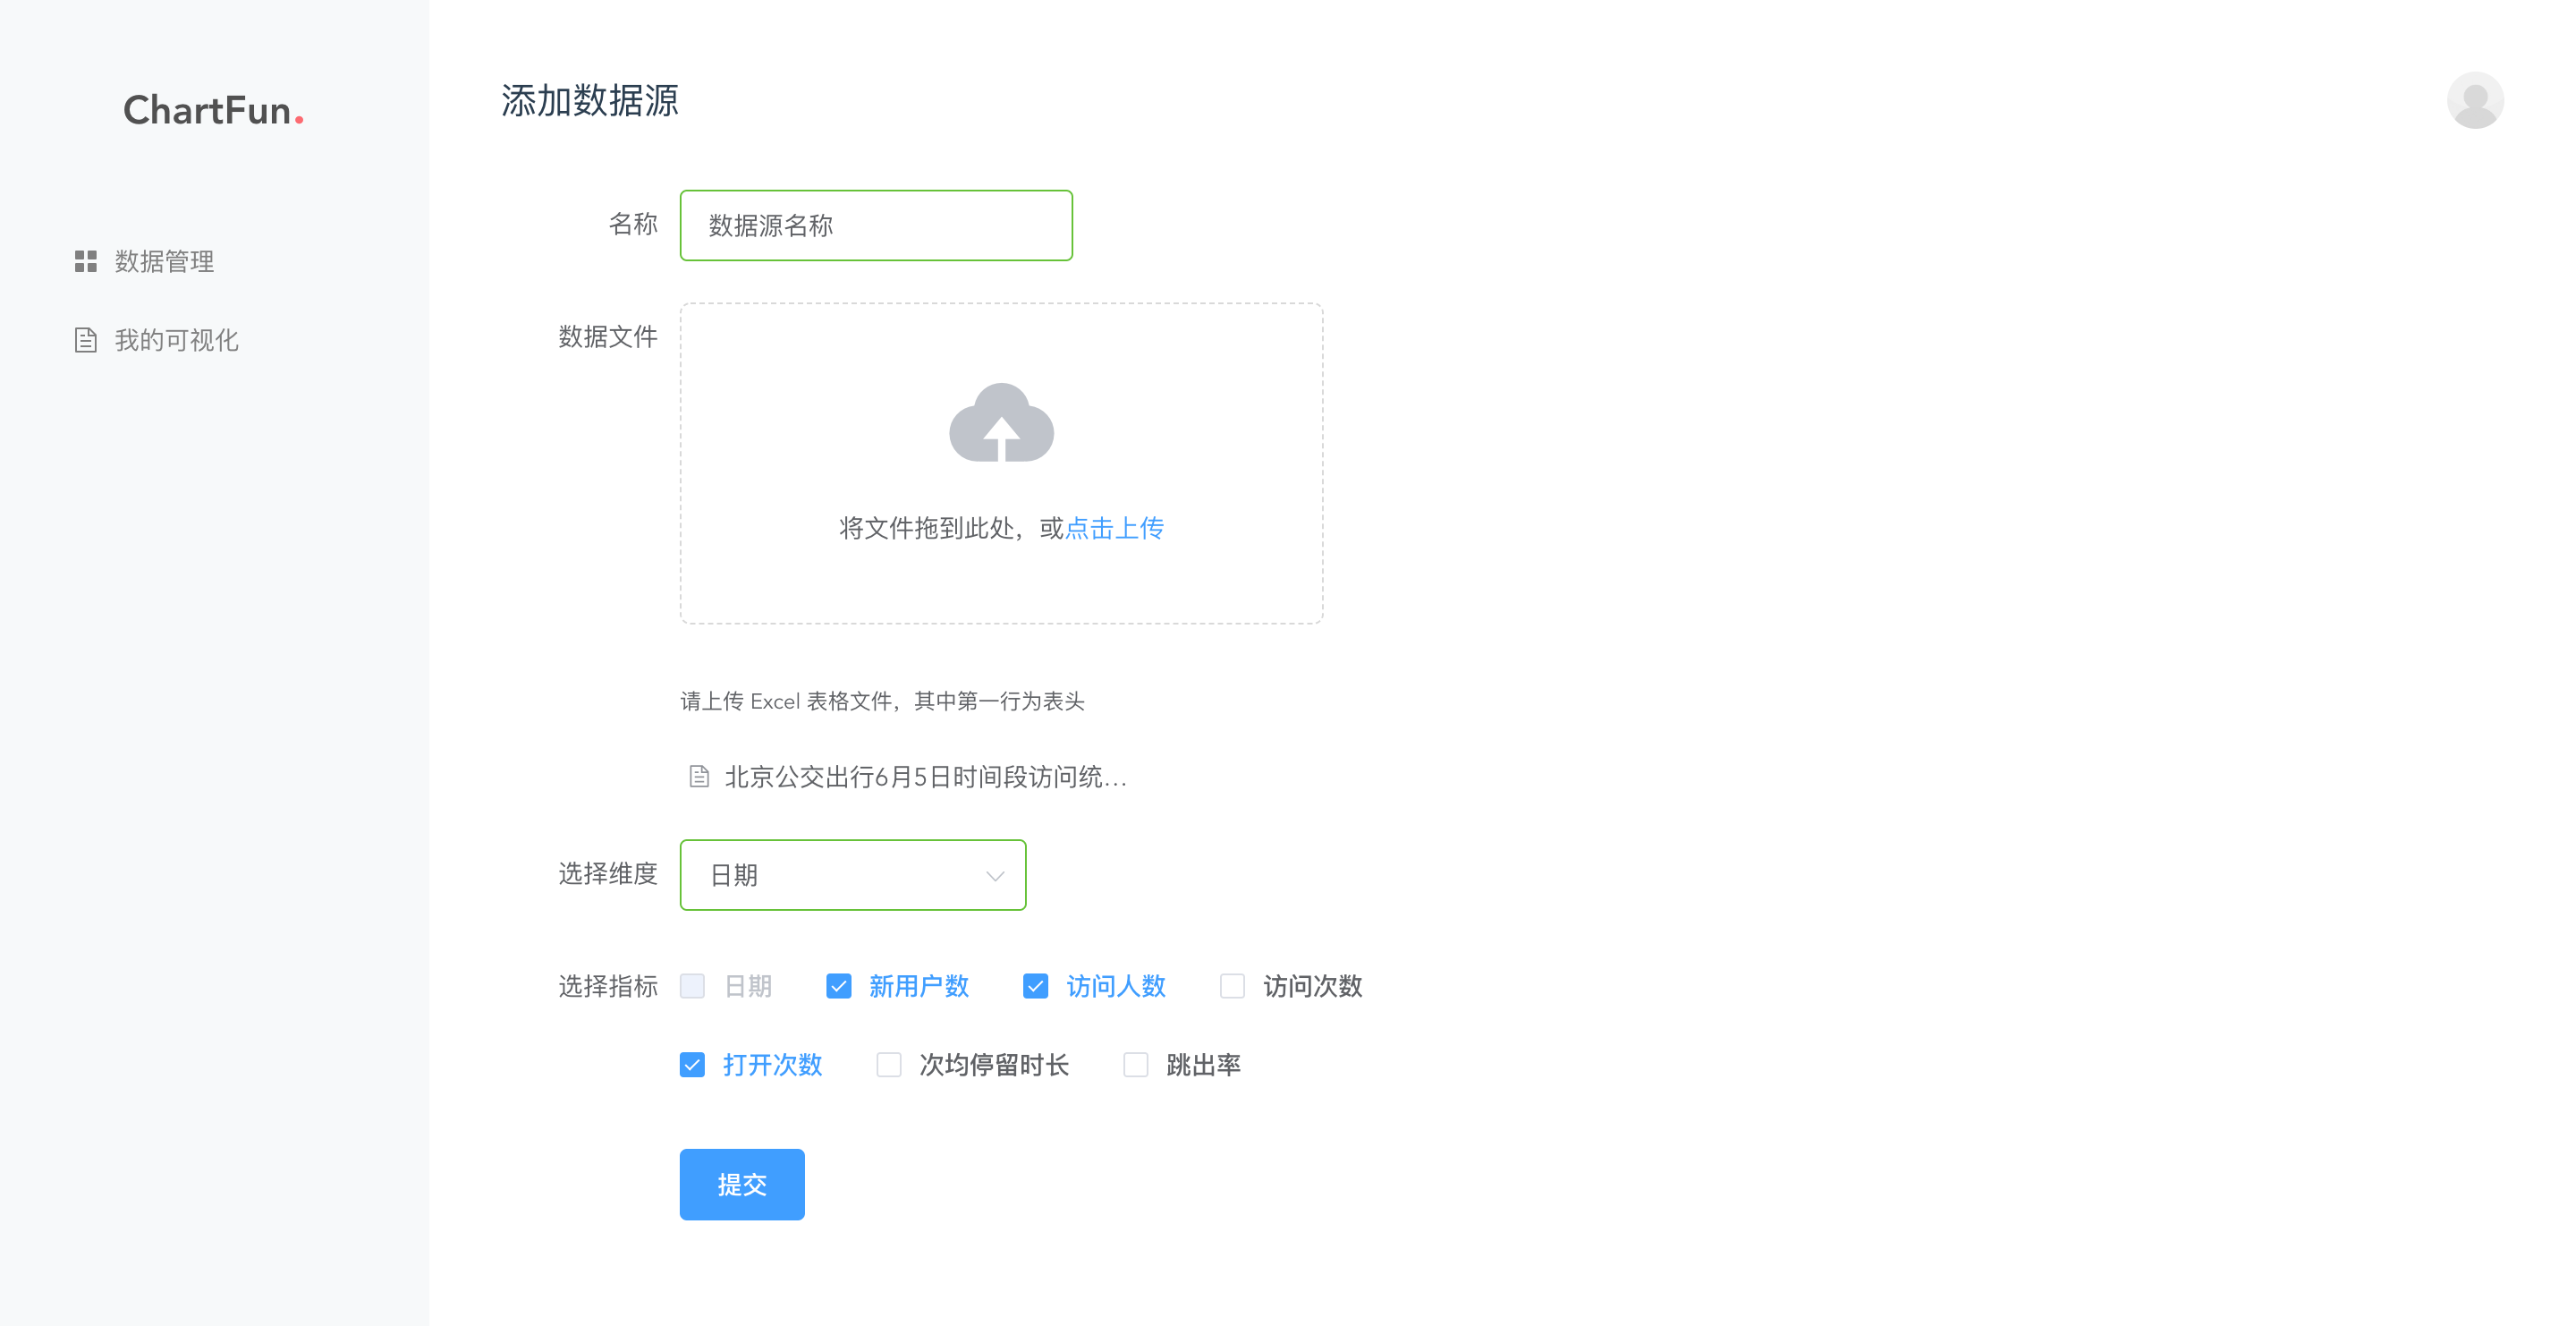 ChartFun.
数据管理
我的可视化
添加数据源
名称
数据源名称
数据文件
将文件拖到此处，或点击上传
请上传 Excel 表格文件，其中第一行为表头
北京公交出行6月5日时间段访问统...
选择维度
日期
选择指标
日期 新用户数 访问人数 访问次数
打开次数 次均停留时长 跳出率
提交